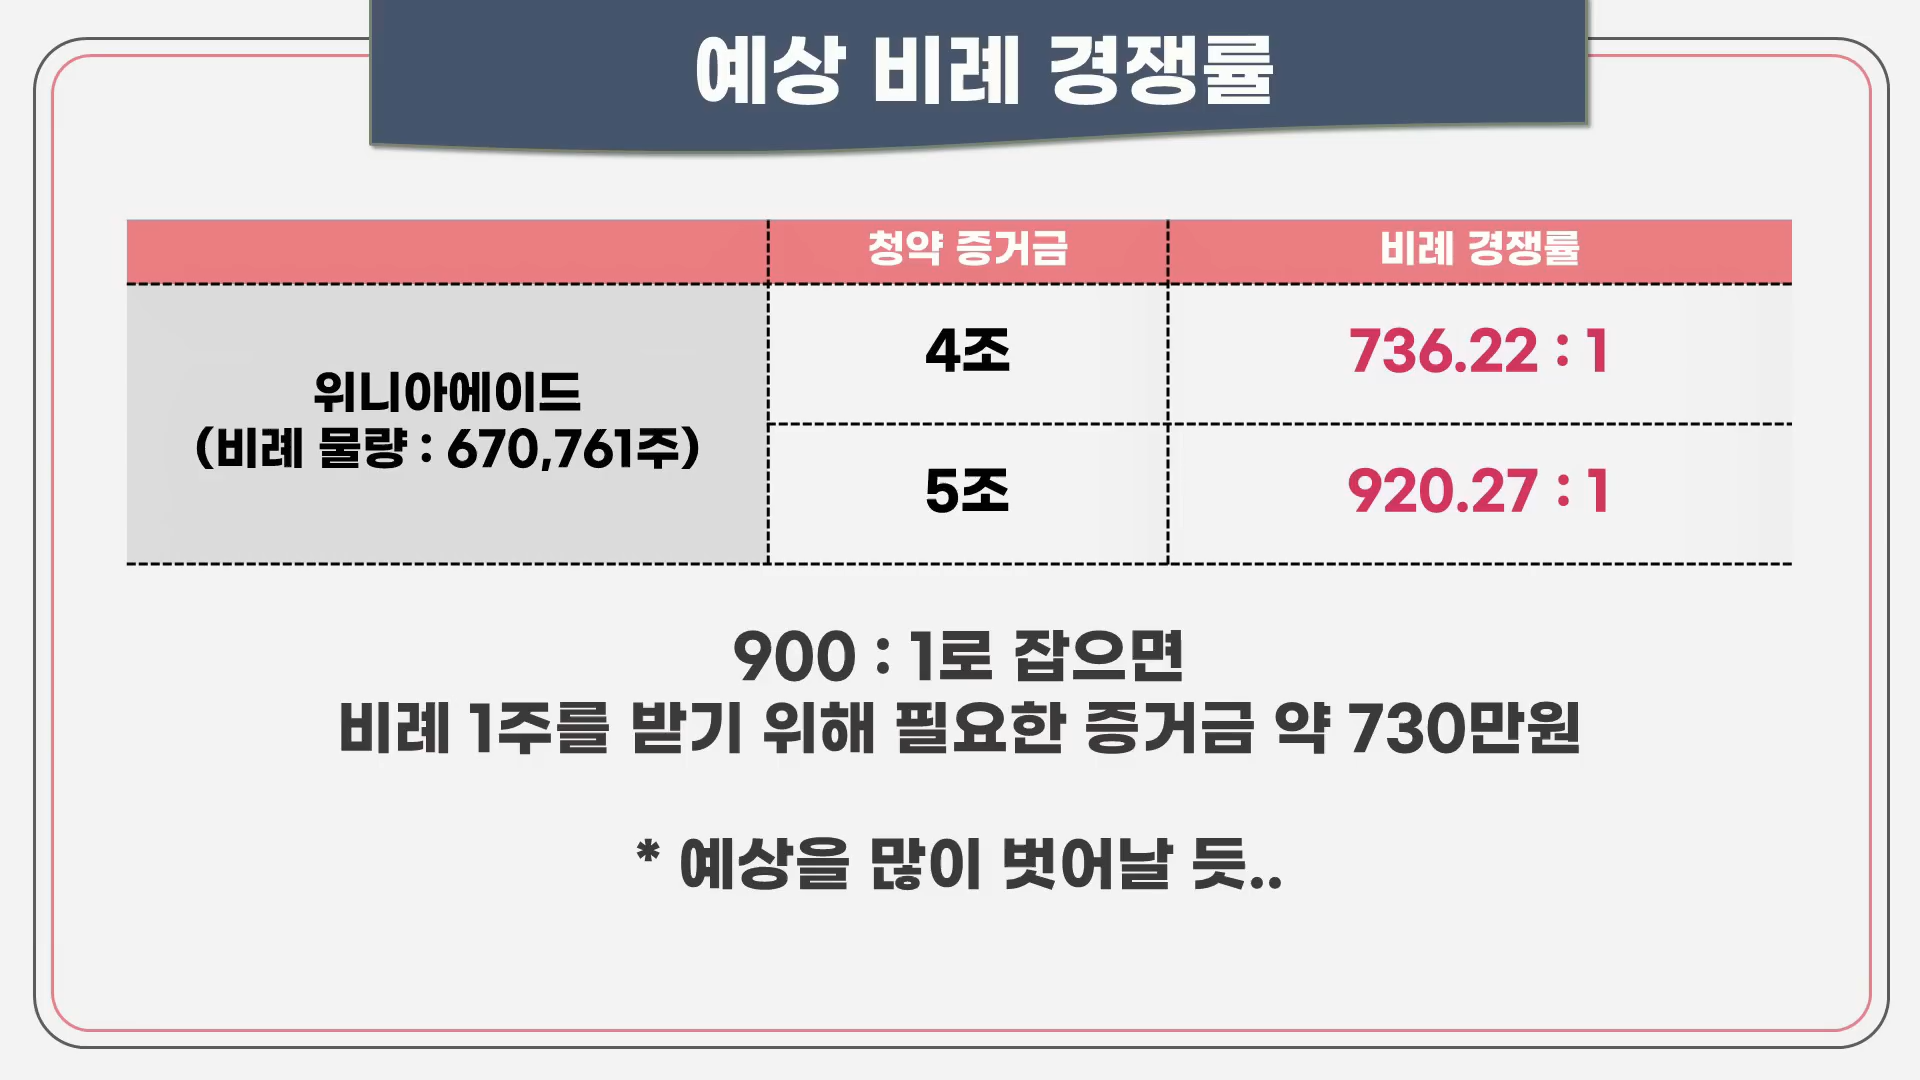 예상 비례 경쟁률
청약 증거금 비례 경쟁률
위니아에이드
(비례 물량 : 670,761주)
4조 736.22 : 1
5조 920.27 : 1
900 : 1로 잡으면
비례 1주를 받기 위해 필요한 증거금 약 730만원
* 예상을 많이 벗어날 듯..